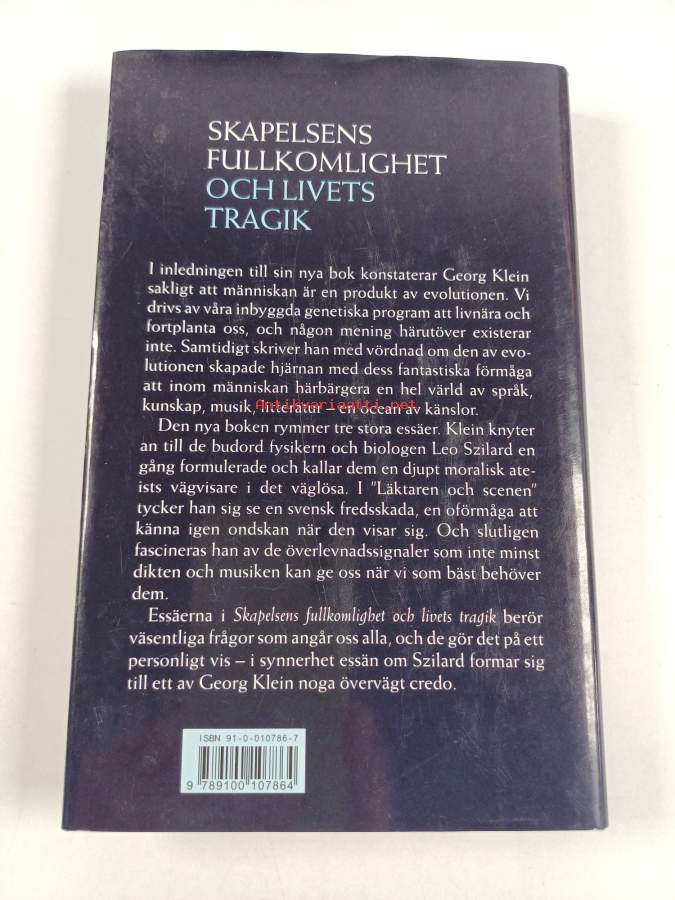 SKAPELSENS
FULLKOMLIGHET
OCH LIVETS
TRAGIK
I inledningen till sin nya bok konstaterar Georg Klein
sakligt att människan är en produkt av evolutionen. Vi
drivs av våra inbyggda genetiska program att livnära och
fortplanta oss, och någon mening härutöver existerar
inte. Samtidigt skriver han med vördnad om den av evo-
lutionen skapade hjärnan med dess fantastiska förmåga
att inom människan härbärgera en hel värld av språk,
kunskap, musik, litteratur – en ocean av känslor.
antikvariaatti.net
Den nya boken rymmer tre stora essäer. Klein knyter
an till de budord fysikern och biologen Leo Szilard en
gång formulerade och kallar dem en djupt moralisk ate-
ists vägvisare i det väglösa. I ”Läktaren och scenen”
tycker han sig se en svensk fredsskada, en oförmåga att
känna igen ondskan när den visar sig. Och slutligen
fascineras han av de överlevnadssignaler som inte minst
dikten och musiken kan ge oss när vi som bäst behöver
dem.
Essäerna i Skapelsens fullkomlighet och livets tragik berör
väsentliga frågor som angår oss alla, och de gör det på ett
personligt vis – i synnerhet essän om Szilard formar sig
till ett av Georg Klein noga övervägt credo.
ISBN 91-0-010786-7
9 789100 107864